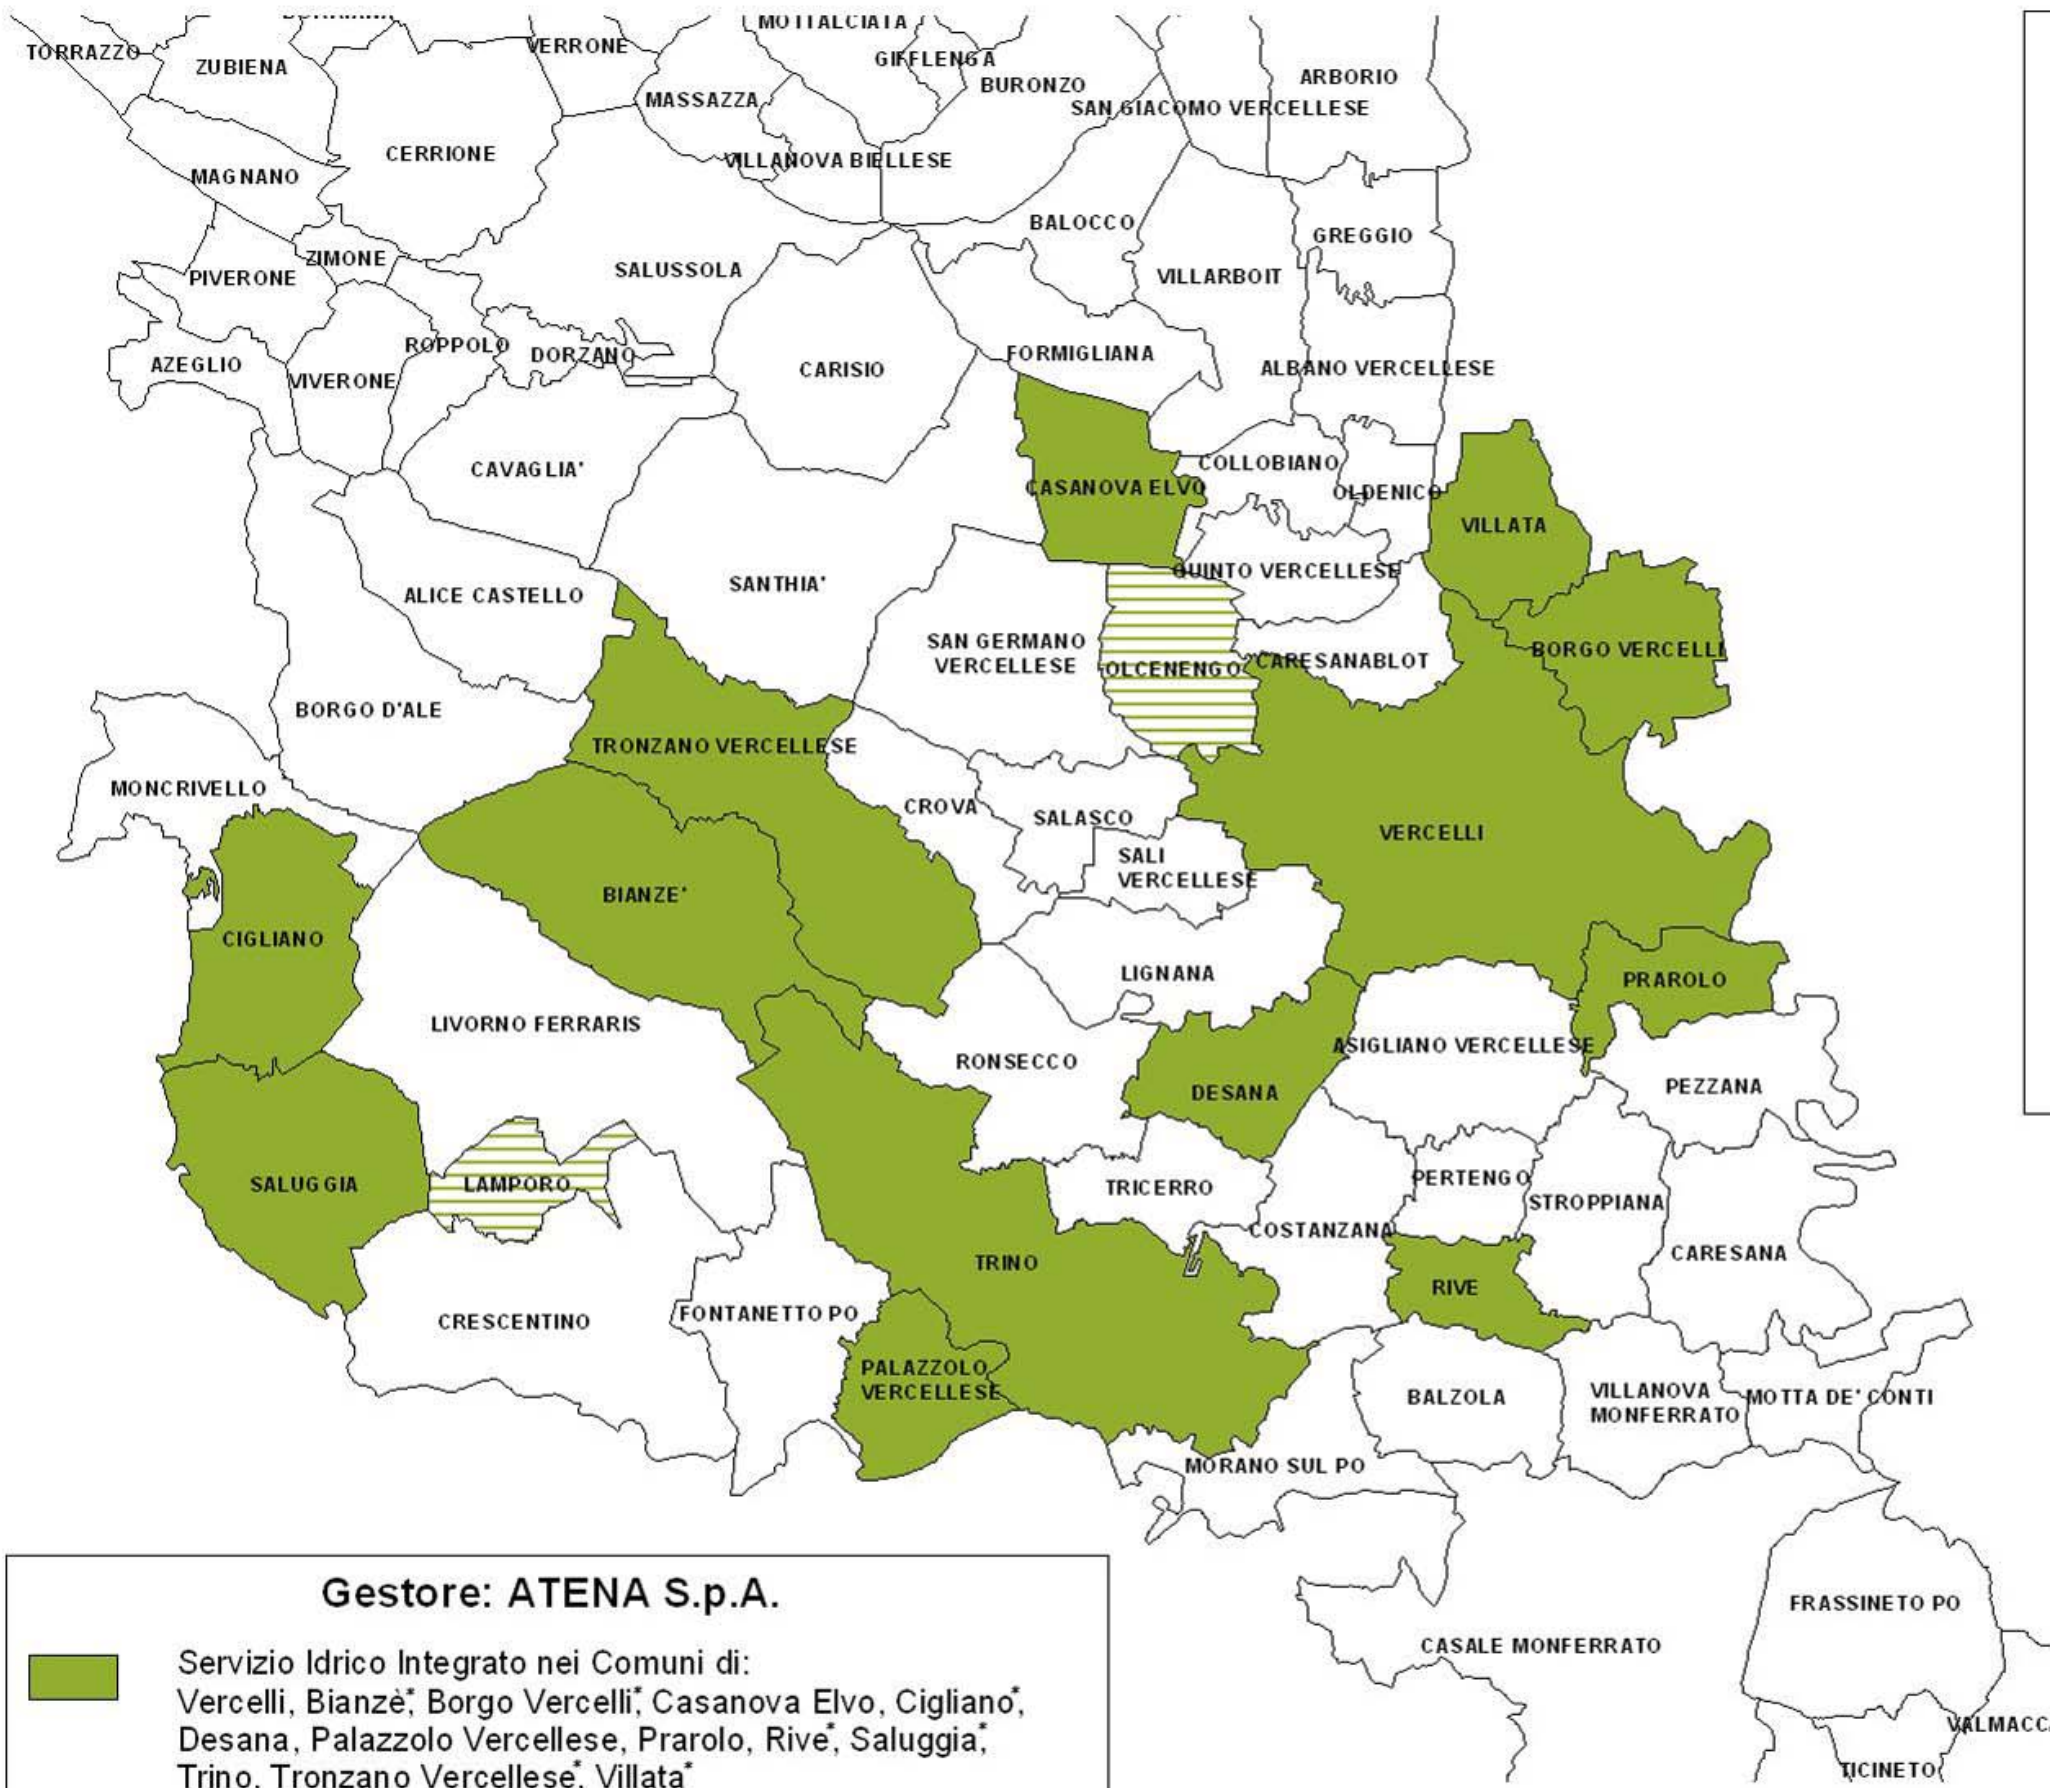 MOTTALCIATA
TORRAZZO
VERRONE
ZUBIENA
GIFFLENGA
BURONZO
ARBORIO
MASSAZZA
SAN GIACOMO VERCELLESE
CERRIONE
VILLANOVA BIELLESE
MAGNANO
BALOCCO
GREGGIO
ZIMONE
PIVERONE
SALUSSOLA
VILLARBOIT
ROPPOLO
DORZANO
FORMIGLIANA
AZEGLIO
CARISIO
ALBANO VERCELLESE
VIVERONE
CAVAGLIA'
COLLOBIANO
CASANOVA ELVO
OLDENICO
VILLATA
QUINTO VERCELLESE
SANTHIA'
ALICE CASTELLO
SAN GERMANO
VERCELLESE
BORGO VERCELLI
CARESANABLOT
OLCENENGO
BORGO D'ALE
TRONZANO VERCELLESE
MONCRIVELLO
CROVA
SALASCO
VERCELLI
SALI
VERCELLESE
BIANZE'
CIGLIANO
LIGNANA
PRAROLO
LIVORNO FERRARIS
ASIGLIANO VERCELLESE
RONSECCO
PEZZANA
DESANA
PERTENGO
SALUGGIA
LAMPORO
TRICERRO
STROPPIANA
COSTANZANA
CARESANA
TRINO
RIVE
FONTANETTO PO
CRESCENTINO
PALAZZOLO
VERCELLESE
BALZOLA
VILLANOVA
MONFERRATO
MOTTA DE' CONTI
MORANO SUL PO
FRASSINETO PO
CASALE MONFERRATO
TICINETO
Gestore: ATENA S.p.A.
Servizio Idrico Integrato nei Comuni di:
Vercelli, Bianzè*, Borgo Vercelli*, Casanova Elvo, Cigliano*,
Desana, Palazzolo Vercellese, Prarolo, Rive*, Saluggia*,
Trino, Tronzano Vercellese*, Villata*